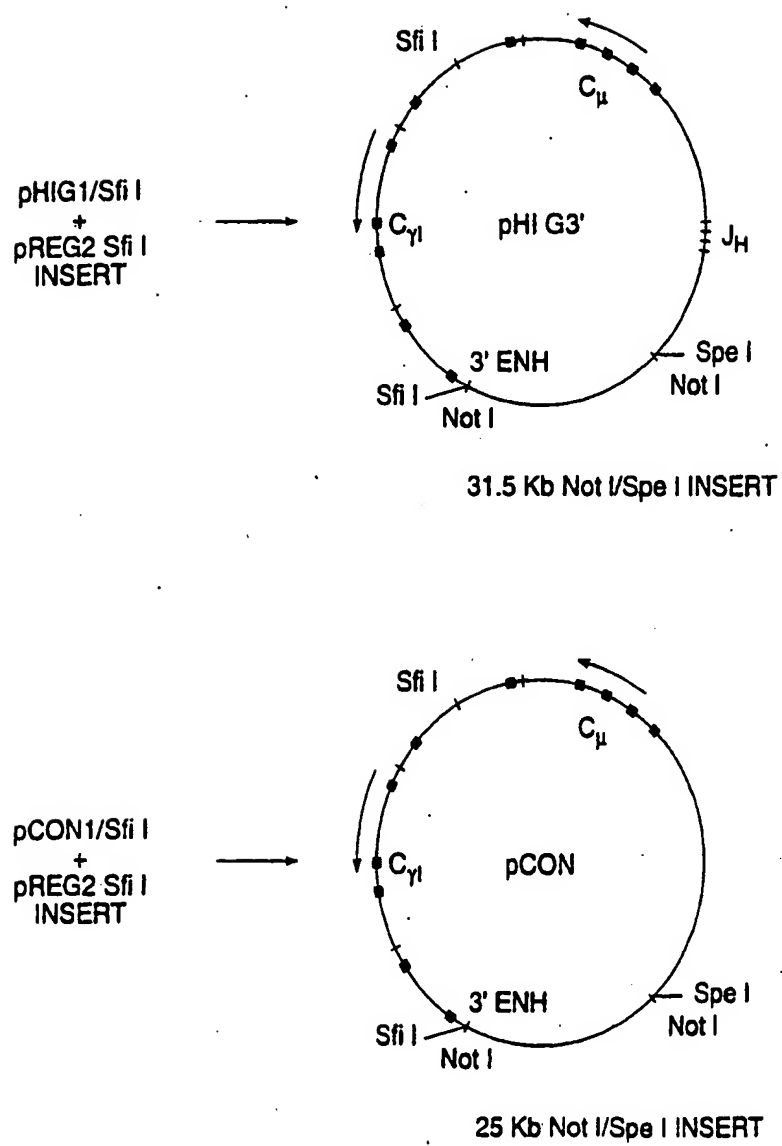 Sfi I
Cμ
pHIG1/Sfi I
+
pREG2 Sfi I
INSERT
CγI
pHI G3'
JH
3' ENH
Spe I
Sfi I
Not I
Not I
31.5 Kb Not I/Spe I INSERT
Sfi I
Cμ
pCON1/Sfi I
+
pREG2 Sfi I
INSERT
CγI
pCON
3' ENH
Spe I
Sfi I
Not I
Not I
25 Kb Not I/Spe I INSERT